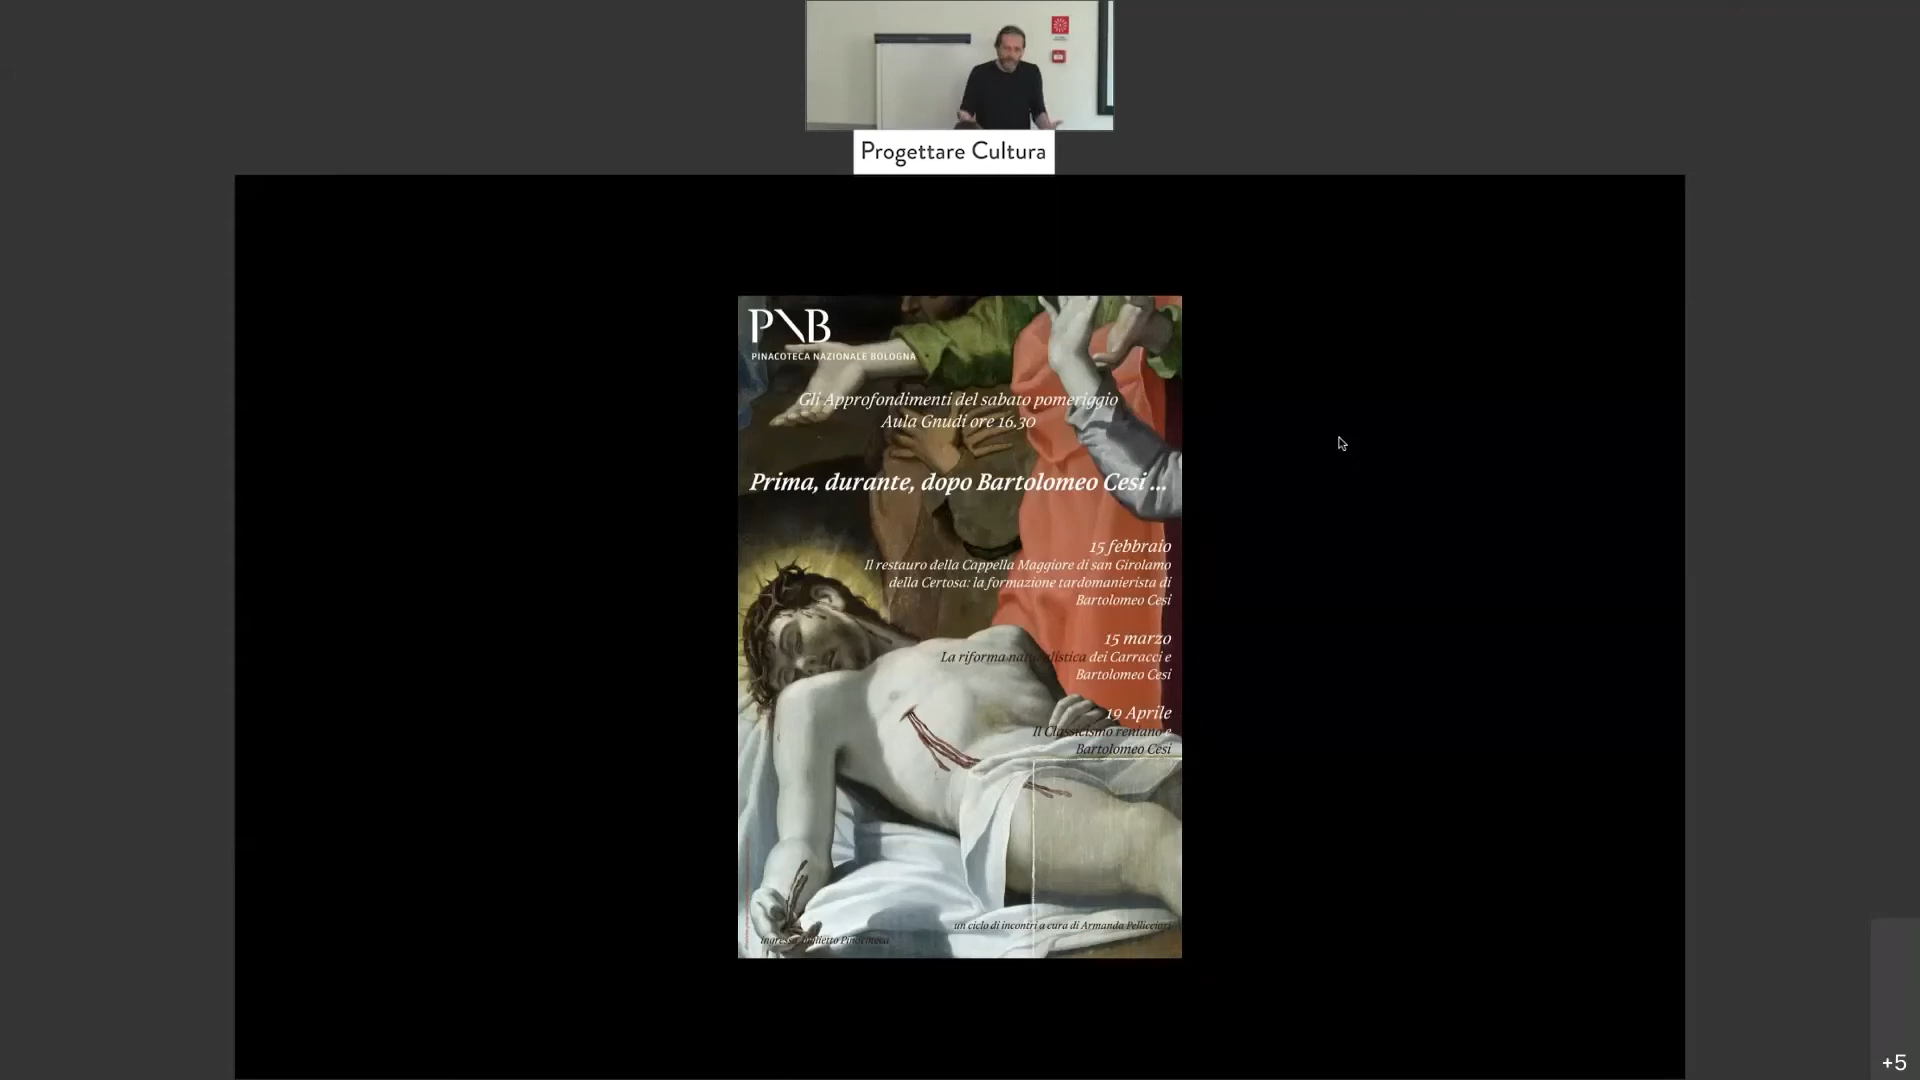 Progettare Cultura
PNB
PINACOTECA NAZIONALE BOLOGNA
Gli Approfondimenti del sabato pomeriggio
Aula Gnudi ore 16.30
Prima, durante, dopo Bartolomeo Cesi ...
15 febbraio
Il restauro della Cappella Maggiore di san Girolamo
della Certosa: la formazione tardomanierista di
Bartolomeo Cesi
15 marzo
La riforma naturalistica dei Carracci e
Bartolomeo Cesi
19 Aprile
Il Classicismo reniano e
Bartolomeo Cesi
un ciclo di incontri a cura di Armanda Pellicciari
ingresso biglietto Pinacoteca
+5